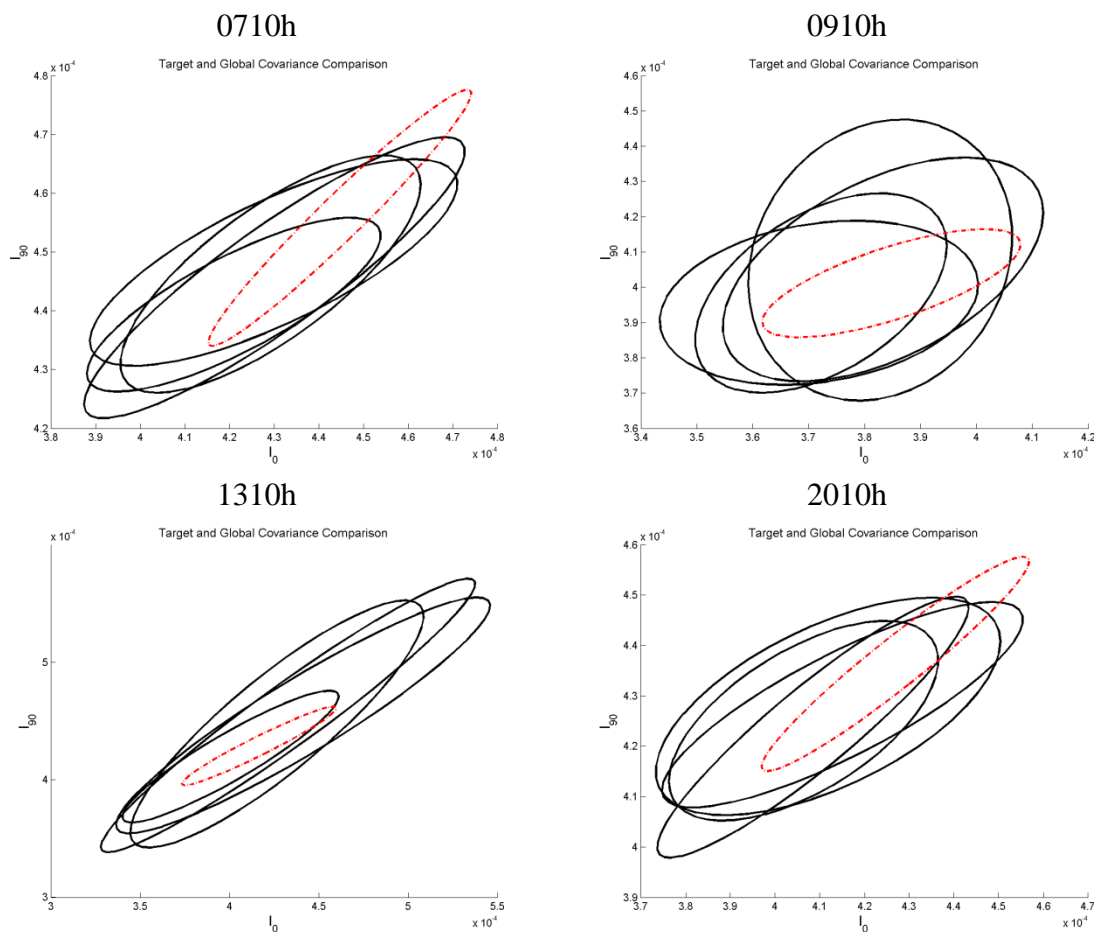 0710h
Target and Global Covariance Comparison
x 10-4
4.8
4.7
4.6
4.5
4.4
4.3
4.2
I90
3.8 3.9 4 4.1 4.2 4.3 4.4 4.5 4.6 4.7 4.8
I0
x 10-4
0910h
Target and Global Covariance Comparison
x 10-4
4.6
4.5
4.4
4.3
4.2
4.1
4
3.9
3.8
3.7
3.6
I90
3.4 3.5 3.6 3.7 3.8 3.9 4 4.1 4.2
I0
x 10-4
1310h
Target and Global Covariance Comparison
x 10-4
5
4
3
I90
3 3.5 4 4.5 5 5.5
I0
x 10-4
2010h
Target and Global Covariance Comparison
x 10-4
4.6
4.5
4.4
4.3
4.2
4.1
4
3.9
I90
3.7 3.8 3.9 4 4.1 4.2 4.3 4.4 4.5 4.6 4.7
I0
x 10-4